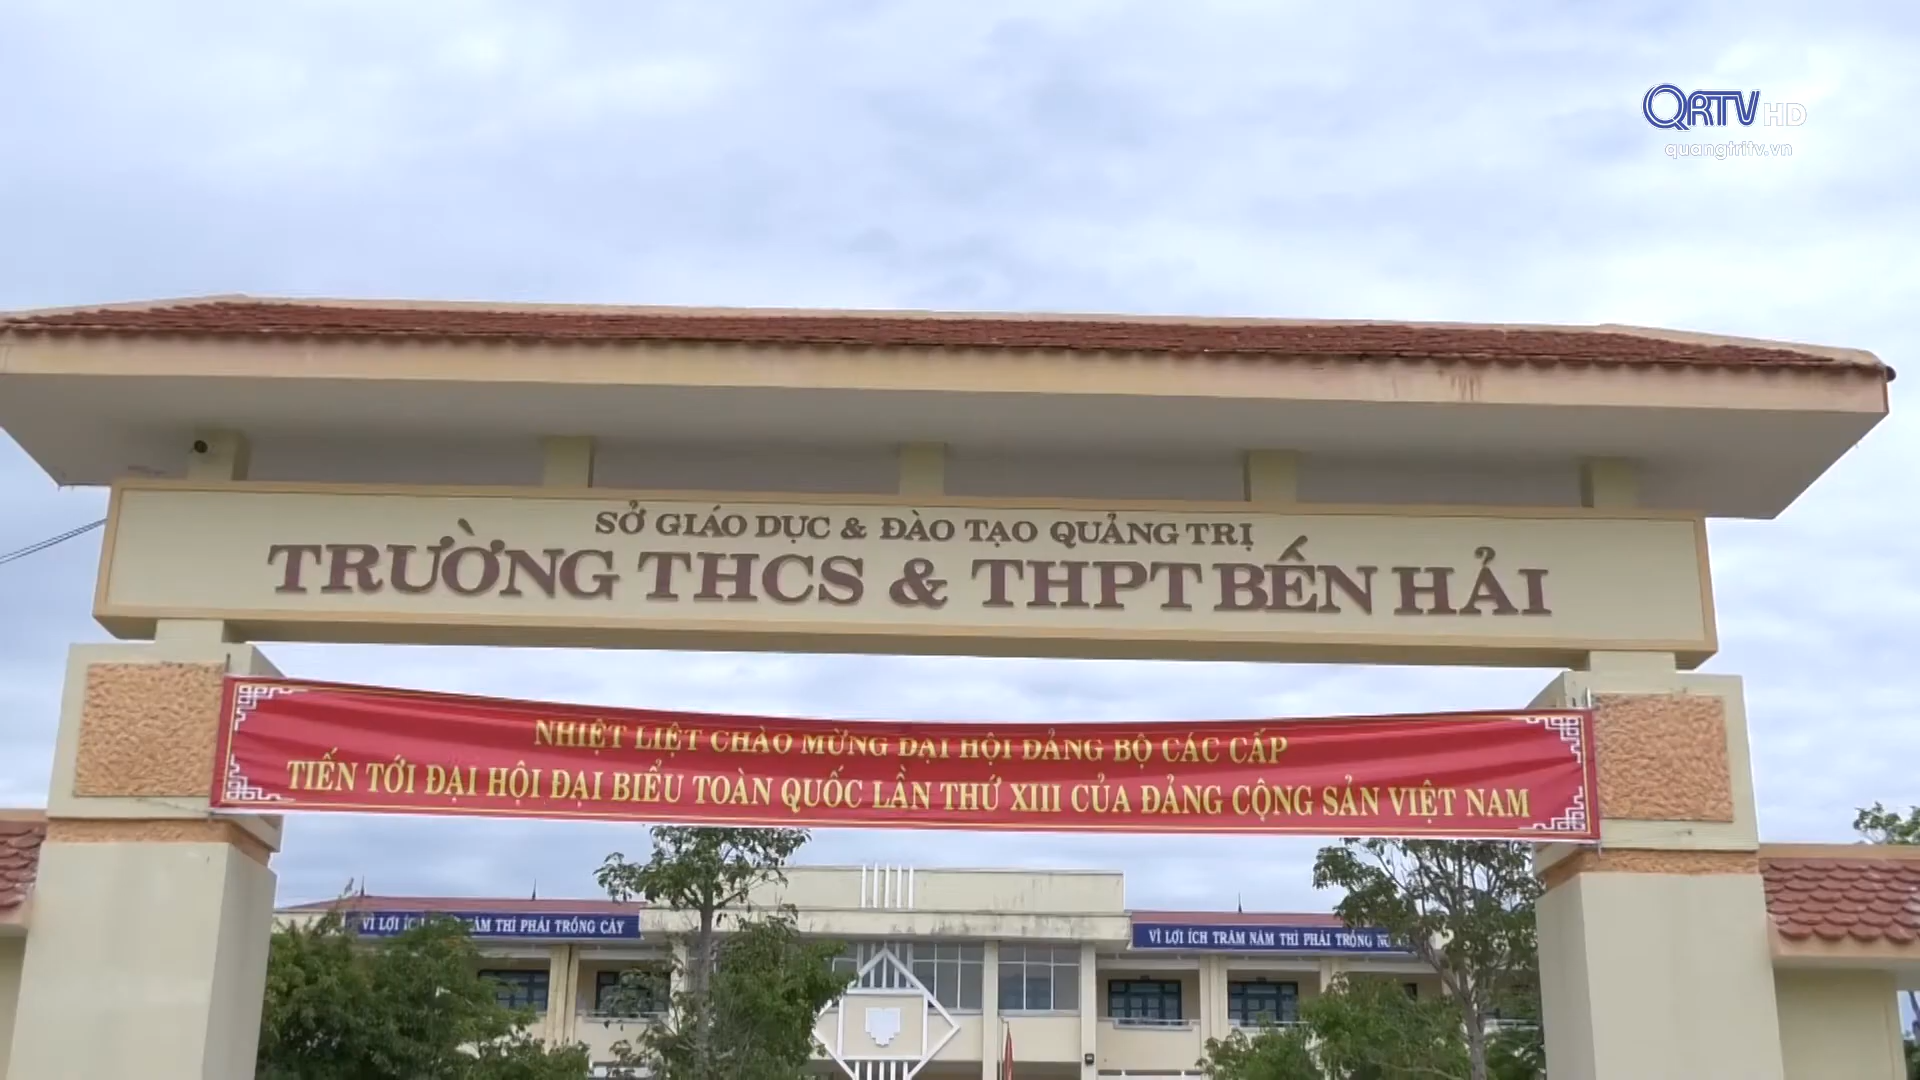 QRTV HD
quangtritv.vn
SỞ GIÁO DỤC & ĐÀO TẠO QUẢNG TRỊ
TRƯỜNG THCS & THPT BẾN HẢI
NHIỆT LIỆT CHÀO MỪNG ĐẠI HỘI ĐẢNG BỘ CÁC CẤP
TIẾN TỚI ĐẠI HỘI ĐẠI BIỂU TOÀN QUỐC LẦN THỨ XIII CỦA ĐẢNG CỘNG SẢN VIỆT NAM
VÌ LỢI ÍCH THÌ PHẢI TRỒNG CÂY
VÌ LỢI ÍCH TRĂM NĂM THÌ PHẢI TRỒNG